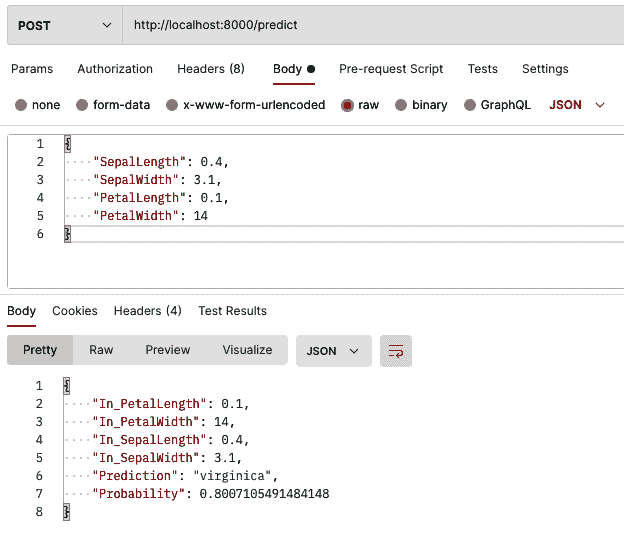 POST http://localhost:8000/predict
Params Authorization Headers (8) Body Pre-request Script Tests Settings
none form-data x-www-form-urlencoded raw binary GraphQL JSON
1 {
2 "SepalLength": 0.4,
3 "SepalWidth": 3.1,
4 "PetalLength": 0.1,
5 "PetalWidth": 14
6 }
Body Cookies Headers (4) Test Results
Pretty Raw Preview Visualize JSON
1 {
2 "In_PetalLength": 0.1,
3 "In_PetalWidth": 14,
4 "In_SepalLength": 0.4,
5 "In_SepalWidth": 3.1,
6 "Prediction": "virginica",
7 "Probability": 0.8007105491484148
8 }